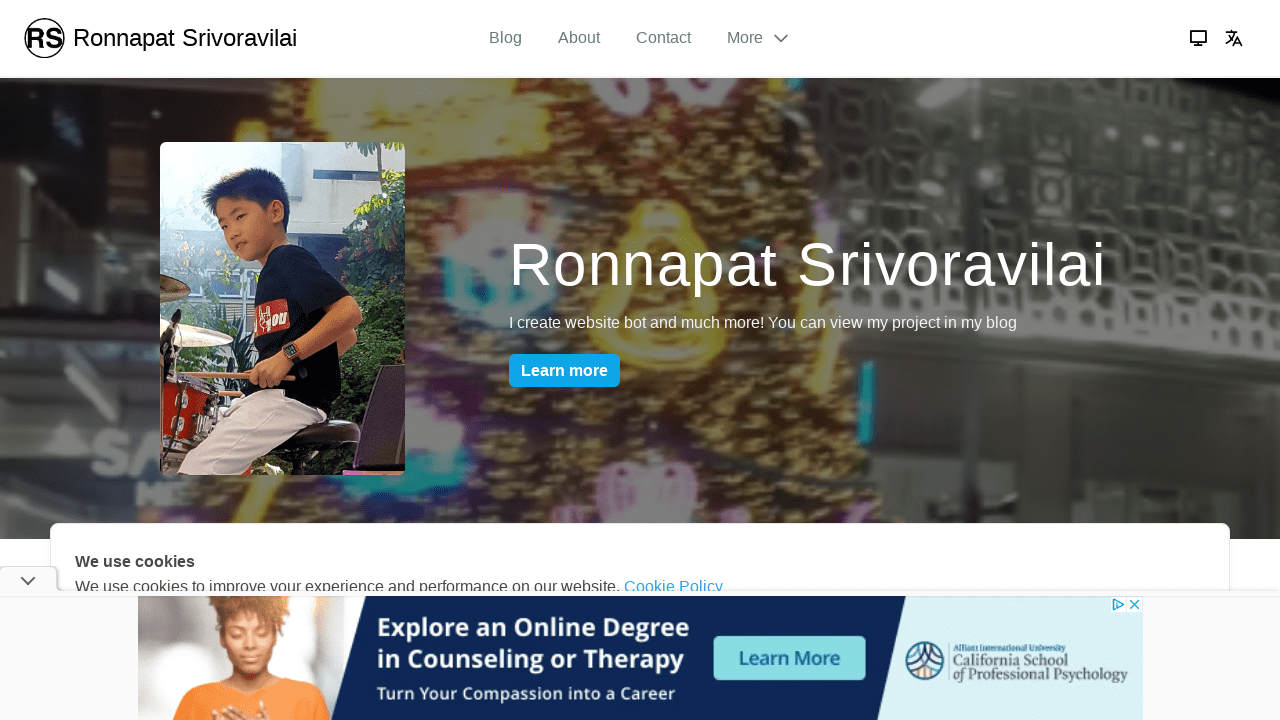 RS Ronnapat Srivoravilai
Blog
About
Contact
More
Ronnapat Srivoravilai
I create website bot and much more! You can view my project in my blog
Learn more
We use cookies
We use cookies to improve your experience and performance on our website. Cookie Policy
Explore an Online Degree
in Counseling or Therapy
Turn Your Compassion into a Career
Learn More
Alliant International University
California School
of Professional Psychology